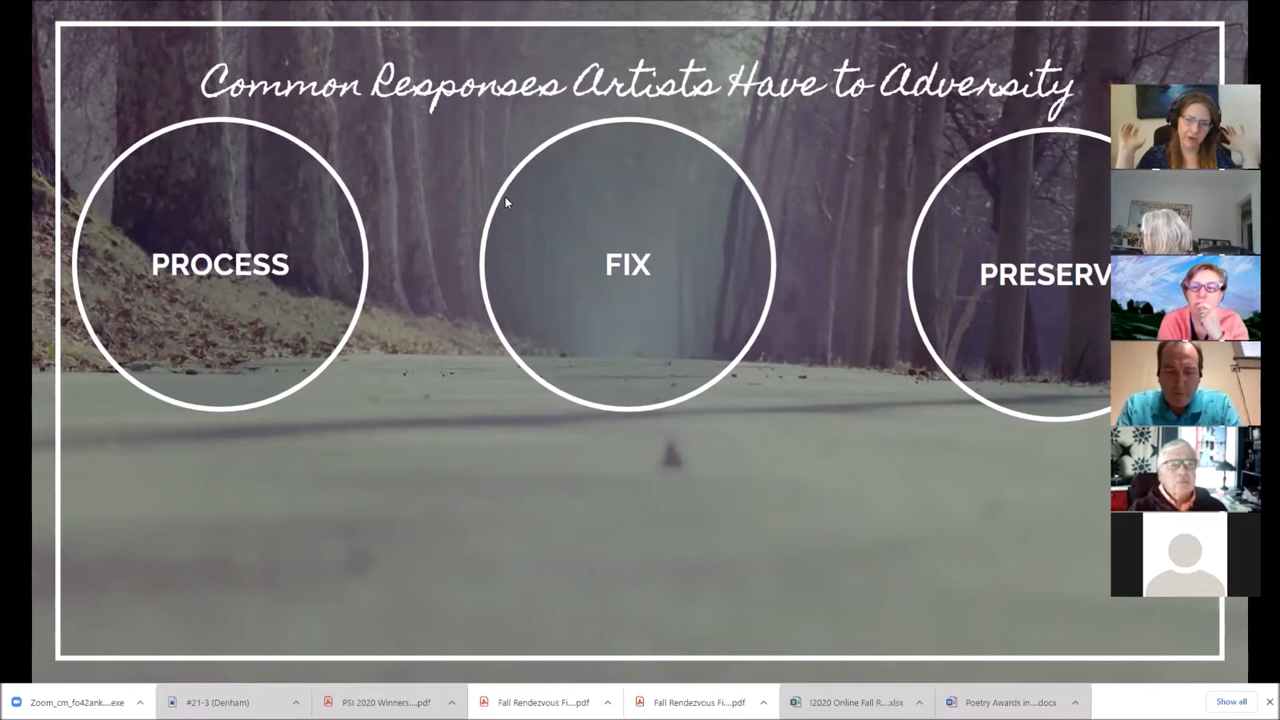 Common Responses Artists Have to Adversity
PROCESS
FIX
PRESERV
Zoom_cm_fo42ank....exe
#21-3 (Denham)
PSI 2020 Winners....pdf
Fall Rendezvous Fi....pdf
Fall Rendezvous Fi....pdf
!2020 Online Fall R....xlsx
Poetry Awards in....docx
Show all